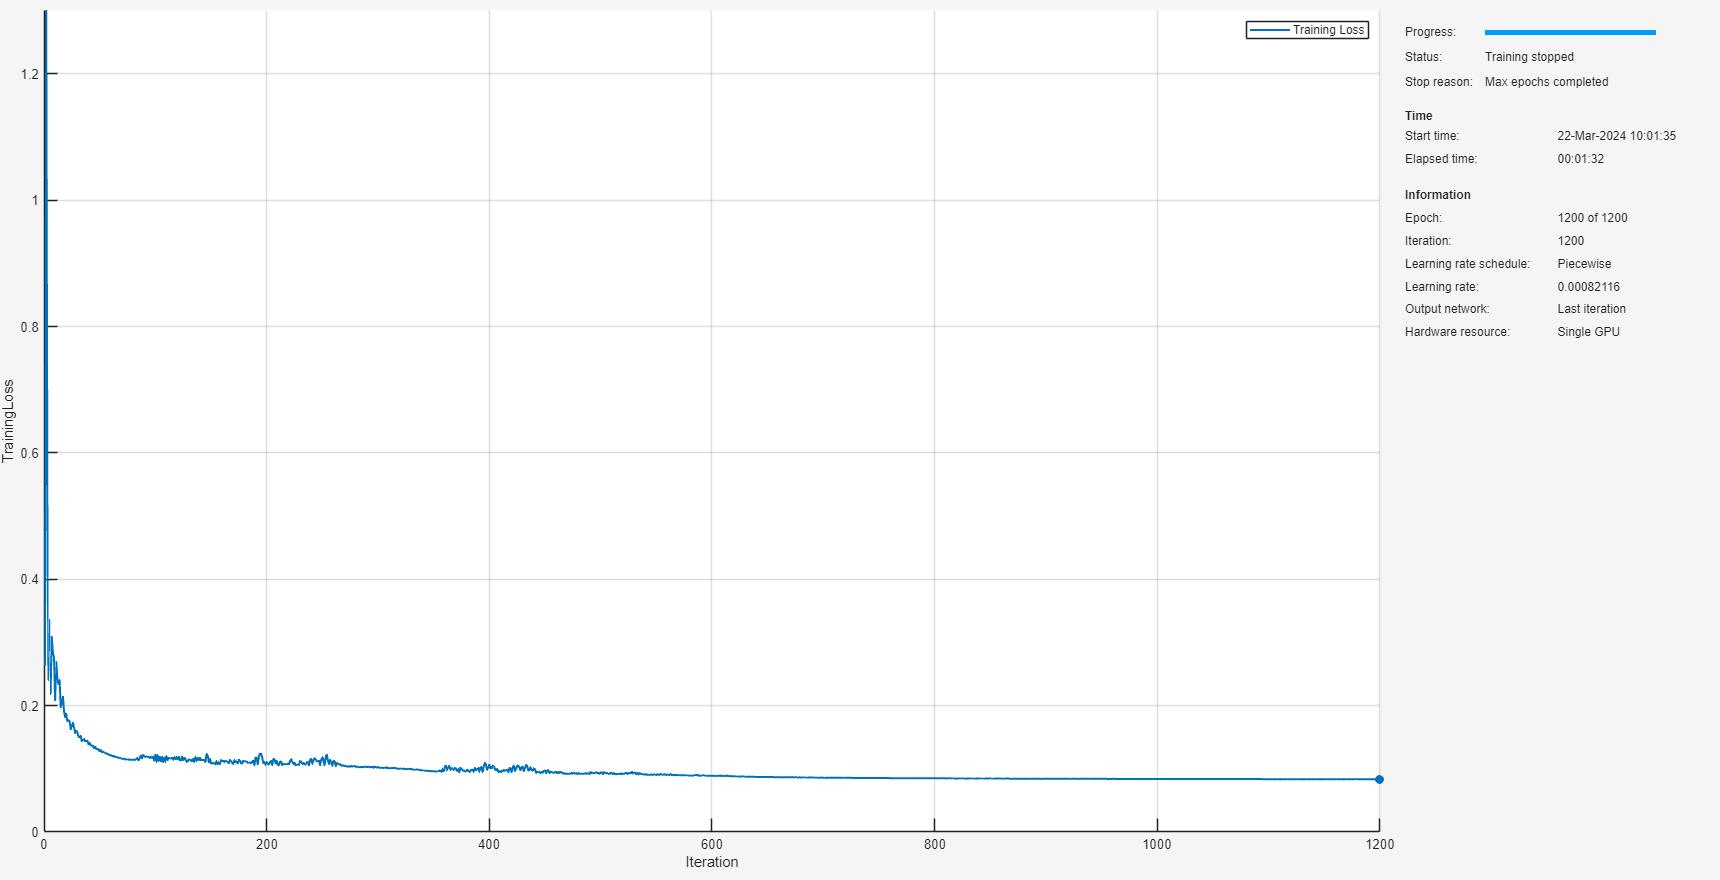 Training Loss
1.2
1
0.8
0.6
0.4
0.2
0
TrainingLoss
0 200 400 600 800 1000 1200
Iteration
Progress:
Status: Training stopped
Stop reason: Max epochs completed
Time
Start time: 22-Mar-2024 10:01:35
Elapsed time: 00:01:32
Information
Epoch: 1200 of 1200
Iteration: 1200
Learning rate schedule: Piecewise
Learning rate: 0.00082116
Output network: Last iteration
Hardware resource: Single GPU